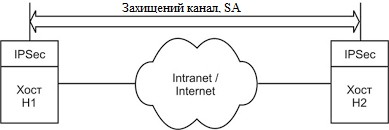 Захищений канал, SA
IPSec
Хост
H1
Intranet /
Internet
IPSec
Хост
H2